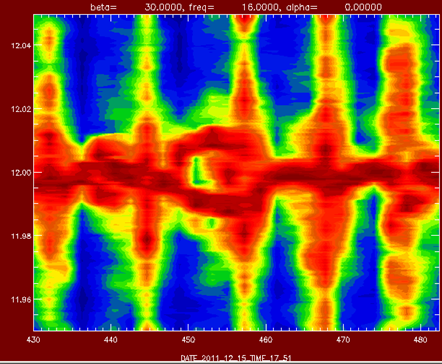 beta= 30.0000, freq= 16.0000, alpha= 0.00000
12.04
12.02
12.00
11.98
11.96
430 440 450 460 470 480
DATE_2011_12_15_TIME_17_51